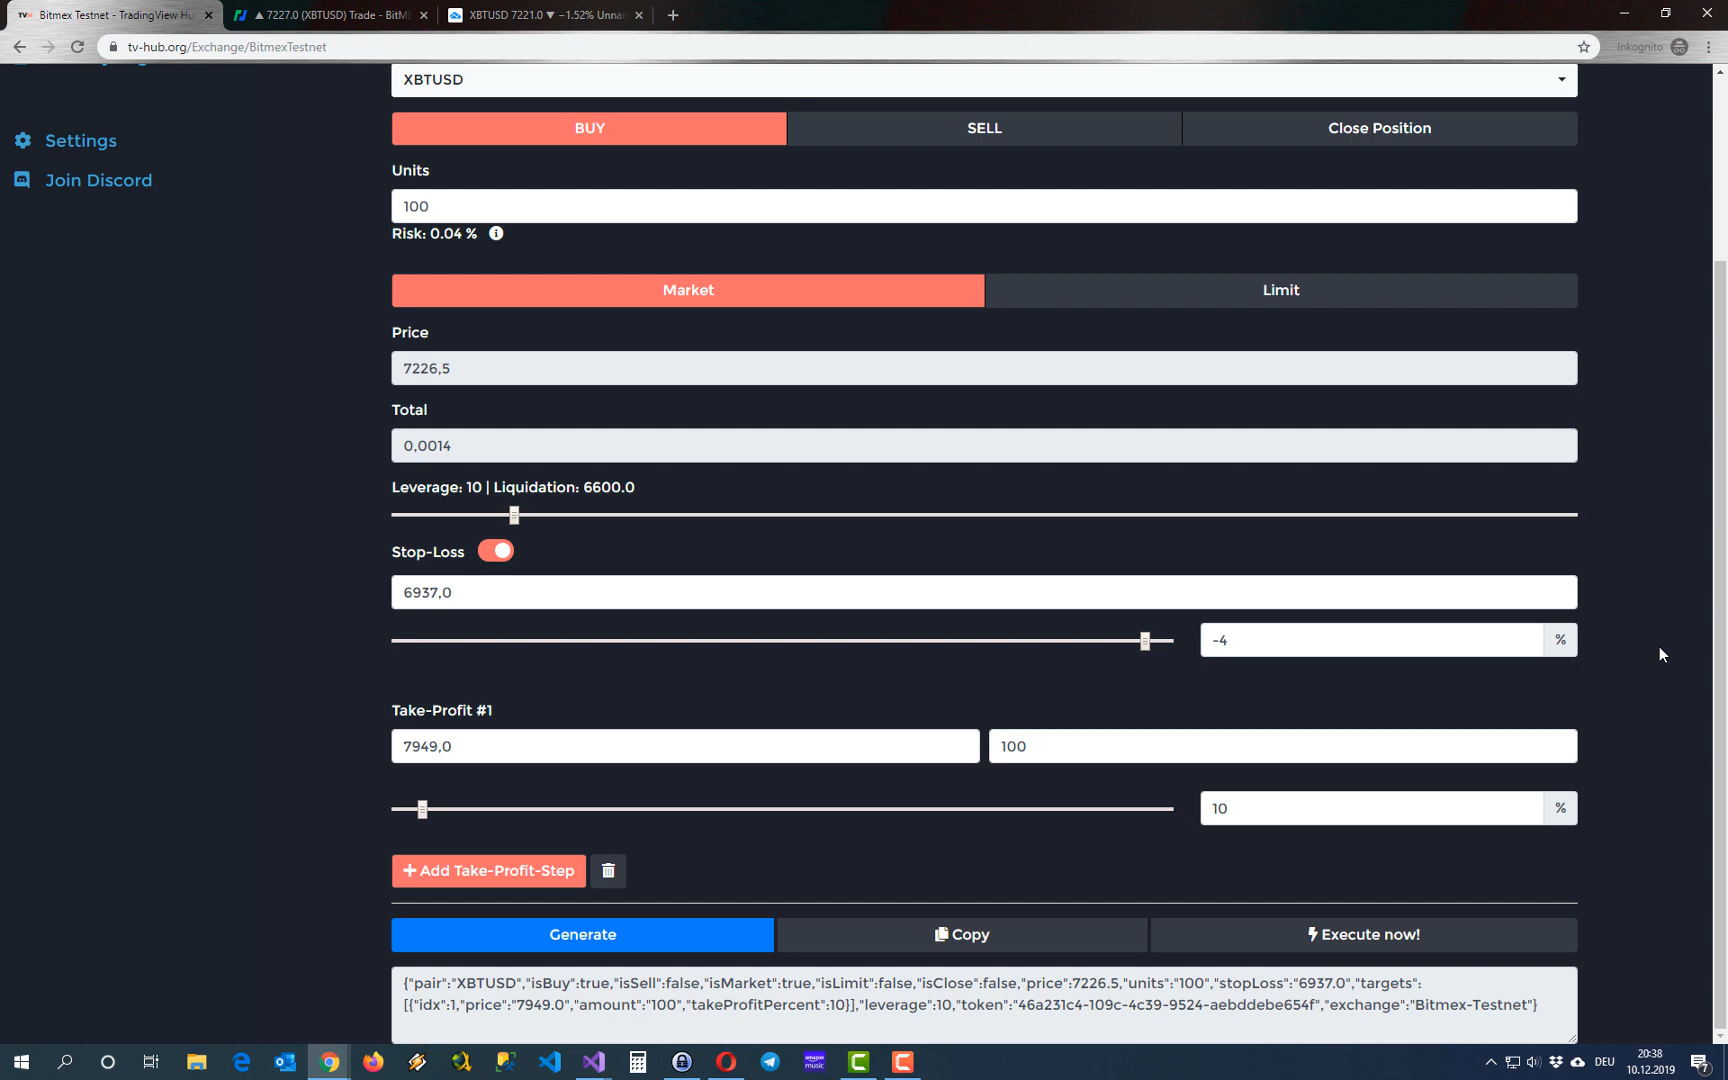 Bitmex Testnet - TradingView Hu
▲ 7227.0 (XBTUSD) Trade - BitME
XBTUSD 7221.0 ▼ −1.52% Unnar
tv-hub.org/Exchange/BitmexTestnet
Inkognito
XBTUSD
Settings
Join Discord
BUY
SELL
Close Position
Units
100
Risk: 0.04 %
Market
Limit
Price
7226,5
Total
0,0014
Leverage: 10 | Liquidation: 6600.0
Stop-Loss
6937,0
-4
%
Take-Profit #1
7949,0
100
10
%
+ Add Take-Profit-Step
Generate
Copy
Execute now!
{"pair":"XBTUSD","isBuy":true,"isSell":false,"isMarket":true,"isLimit":false,"isClose":false,"price":7226.5,"units":"100","stopLoss":"6937.0","targets":
[{"idx":1,"price":"7949.0","amount":"100","takeProfitPercent":10}],"leverage":10,"token":"46a231c4-109c-4c39-9524-aebddebe654f","exchange":"Bitmex-Testnet"}
amazon
music
DEU
20:38
10.12.2019
7